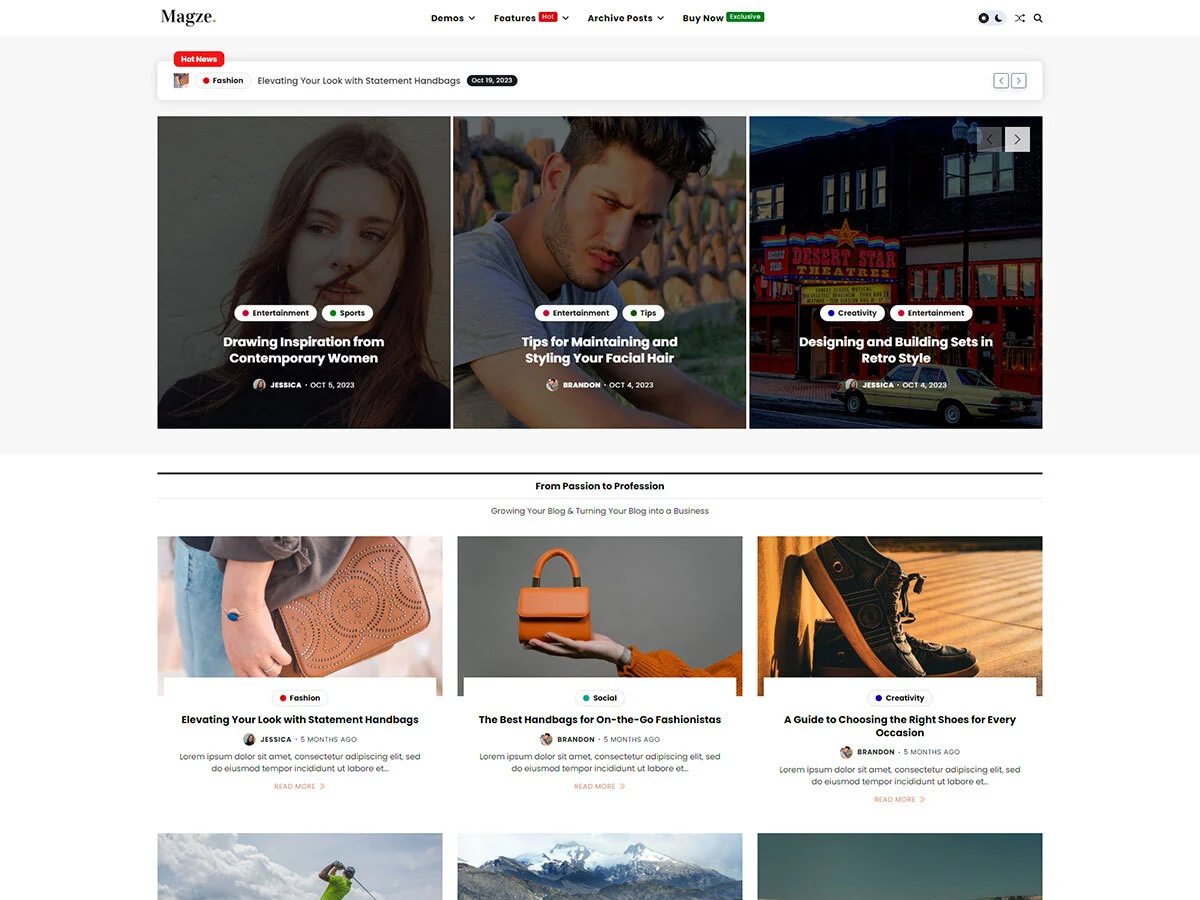 Magze.
Demos
Features Hot
Archive Posts
Buy Now Exclusive
Hot News
Fashion
Elevating Your Look with Statement Handbags
Oct 19, 2023
Entertainment
Sports
Drawing Inspiration from
Contemporary Women
JESSICA · OCT 5, 2023
Entertainment
Tips
Tips for Maintaining and
Styling Your Facial Hair
BRANDON · OCT 4, 2023
DESERT STAR
THEATRES
Creativity
Entertainment
Designing and Building Sets in
Retro Style
JESSICA · OCT 4, 2023
From Passion to Profession
Growing Your Blog & Turning Your Blog into a Business
Fashion
Elevating Your Look with Statement Handbags
JESSICA · 5 MONTHS AGO
Lorem ipsum dolor sit amet, consectetur adipiscing elit, sed
do eiusmod tempor incididunt ut labore et...
READ MORE
Social
The Best Handbags for On-the-Go Fashionistas
BRANDON · 5 MONTHS AGO
Lorem ipsum dolor sit amet, consectetur adipiscing elit, sed
do eiusmod tempor incididunt ut labore et...
READ MORE
Creativity
A Guide to Choosing the Right Shoes for Every
Occasion
BRANDON · 5 MONTHS AGO
Lorem ipsum dolor sit amet, consectetur adipiscing elit, sed
do eiusmod tempor incididunt ut labore et...
READ MORE